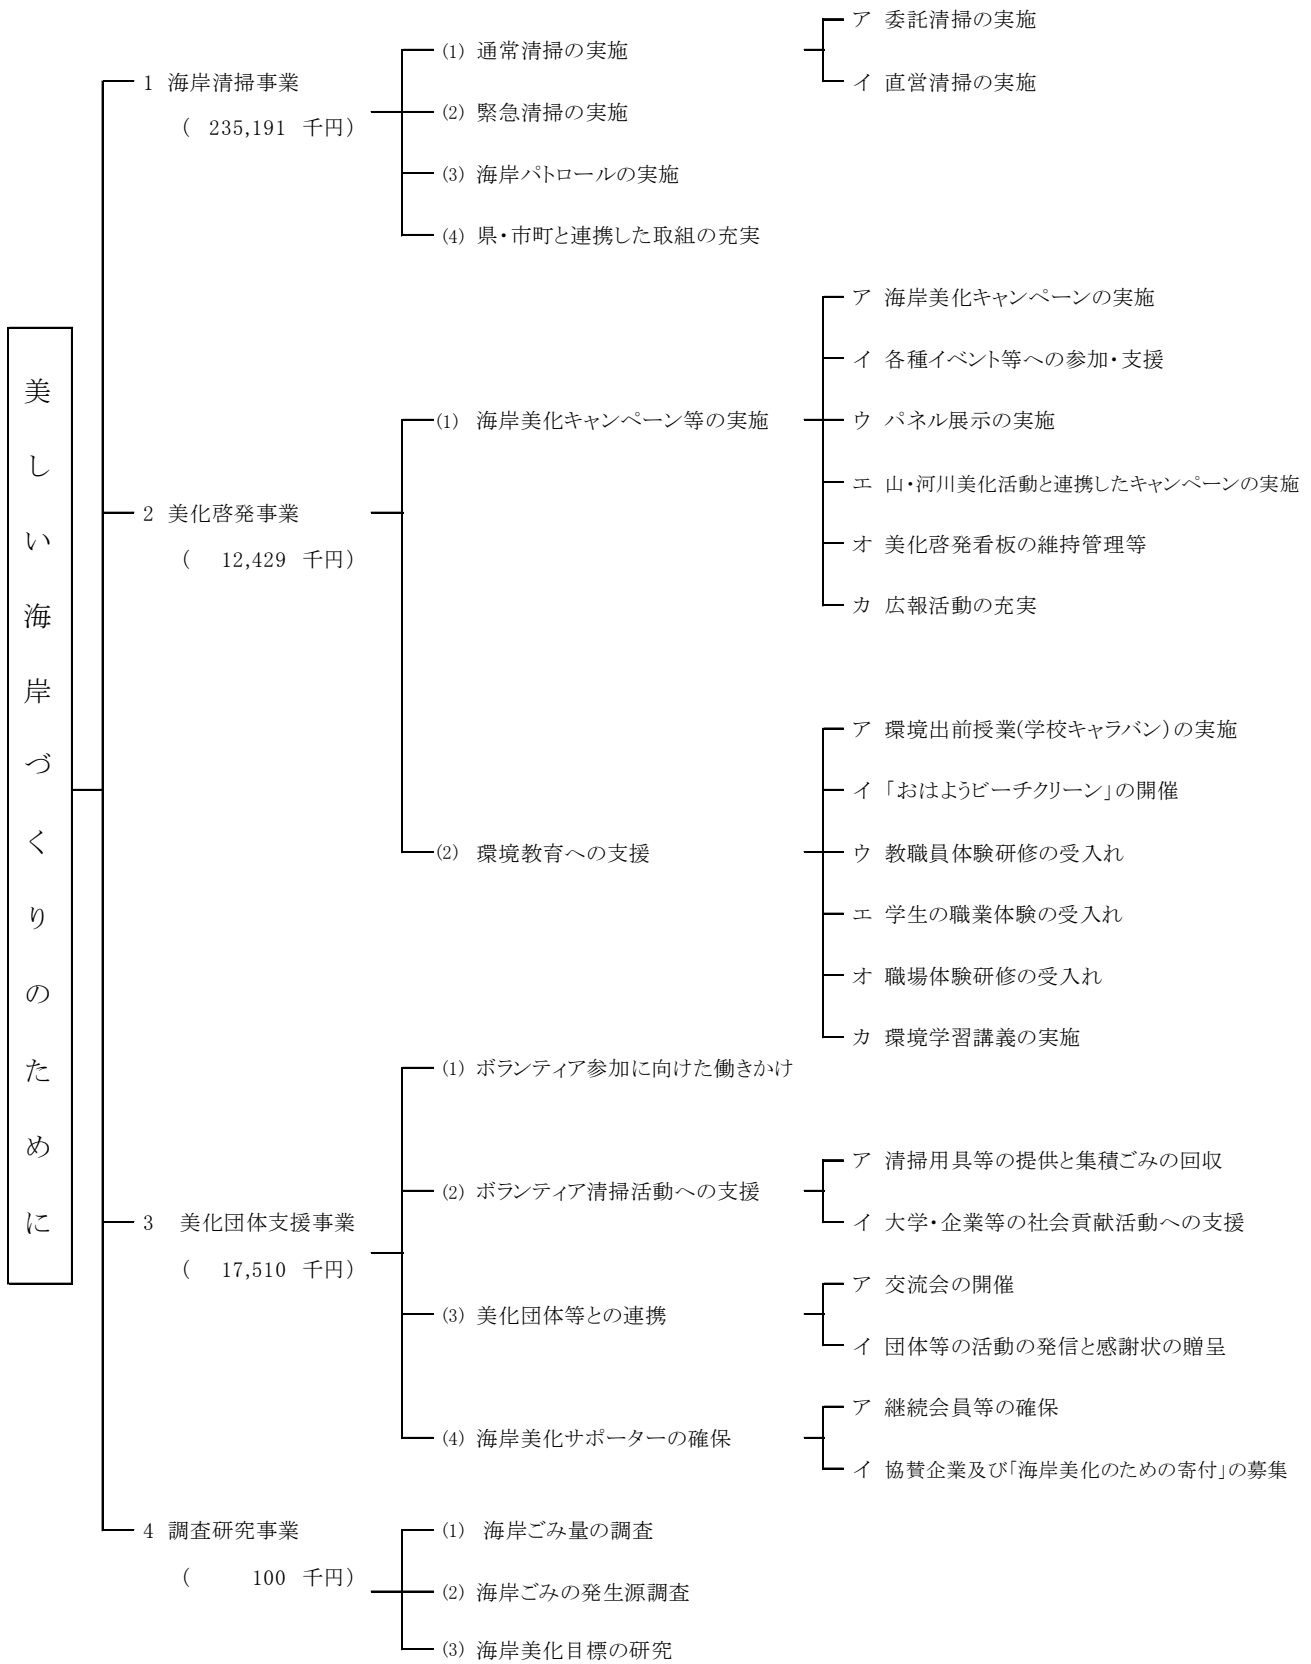 美しい海岸づくりのために
1 海岸清掃事業
( 235,191 千円)
(1) 通常清掃の実施
ア 委託清掃の実施
イ 直営清掃の実施
(2) 緊急清掃の実施
(3) 海岸パトロールの実施
(4) 県・市町と連携した取組の充実
2 美化啓発事業
( 12,429 千円)
(1) 海岸美化キャンペーン等の実施
ア 海岸美化キャンペーンの実施
イ 各種イベント等への参加・支援
ウ パネル展示の実施
エ 山・河川美化活動と連携したキャンペーンの実施
オ 美化啓発看板の維持管理等
カ 広報活動の充実
(2) 環境教育への支援
ア 環境出前授業(学校キャラバン)の実施
イ 「おはようビーチクリーン」の開催
ウ 教職員体験研修の受入れ
エ 学生の職業体験の受入れ
オ 職場体験研修の受入れ
カ 環境学習講義の実施
3 美化団体支援事業
( 17,510 千円)
(1) ボランティア参加に向けた働きかけ
(2) ボランティア清掃活動への支援
ア 清掃用具等の提供と集積ごみの回収
イ 大学・企業等の社会貢献活動への支援
(3) 美化団体等との連携
ア 交流会の開催
イ 団体等の活動の発信と感謝状の贈呈
(4) 海岸美化サポーターの確保
ア 継続会員等の確保
イ 協賛企業及び「海岸美化のための寄付」の募集
4 調査研究事業
( 100 千円)
(1) 海岸ごみ量の調査
(2) 海岸ごみの発生源調査
(3) 海岸美化目標の研究